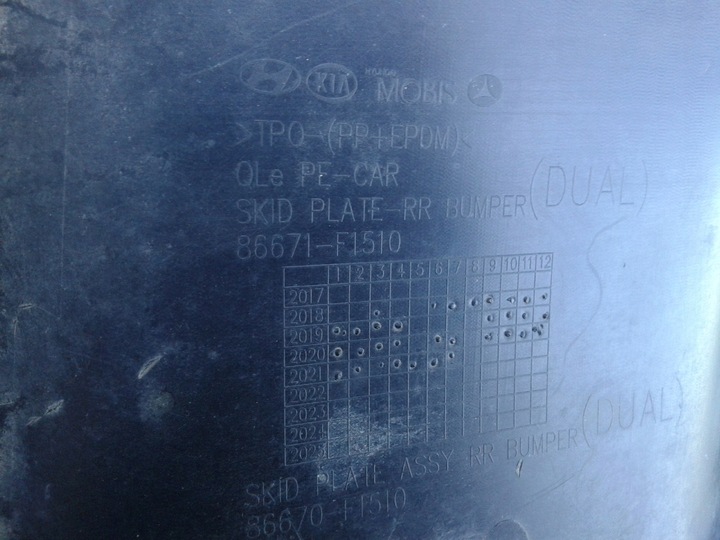 KIA MOBIS
>TPO-(PP+EPDM)<
QLe PE-CAR
SKID PLATE-RR BUMPER (DUAL)
86671-F1510
1 2 3 4 5 6 7 8 9 10 11 12
2017
2018
2019
2020
2021
2022
2023
2024
2025
SKID PLATE ASSY RR BUMPER (DUAL)
86670-F1510